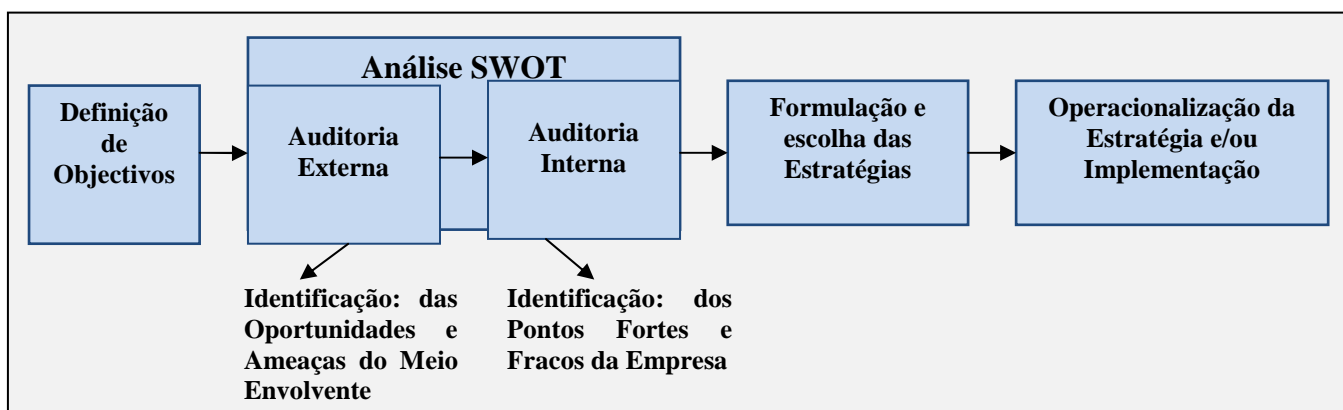 Análise SWOT
Definição
de
Objectivos
Auditoria
Externa
Auditoria
Interna
Formulação e
escolha das
Estratégias
Operacionalização da
Estratégia e/ou
Implementação
Identificação: das
Oportunidades e
Ameaças do Meio
Envolvente
Identificação: dos
Pontos Fortes e
Fracos da Empresa